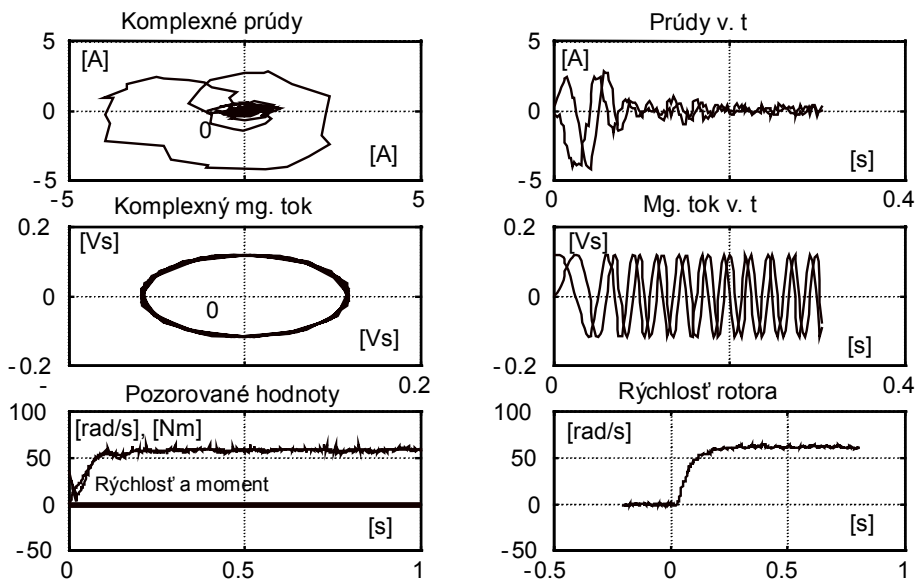 Komplexné prúdy
Prúdy v. t
5
[A]
0
0
[A]
-5
-5
5
5
[A]
0
[s]
-5
0
0.4
Komplexný mg. tok
Mg. tok v. t
0.2
[Vs]
0
0
[Vs]
-0.2
-
0.2
0.2
[Vs]
0
[s]
-0.2
0
0.4
Pozorované hodnoty
Rýchlosť rotora
100
[rad/s], [Nm]
50
Rýchlosť a moment
0
[s]
-50
0
0.5
1
100
[rad/s]
50
0
[s]
-50
-0.5
0
0.5
1